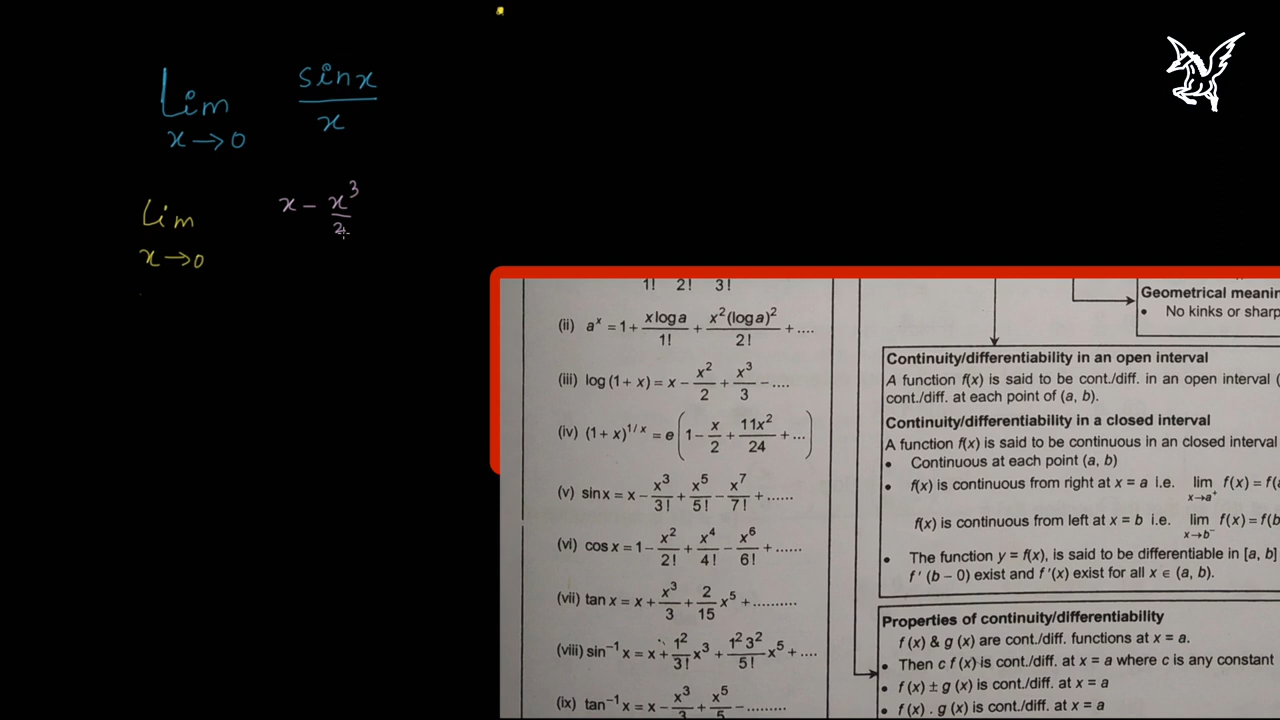 Lim x→0 sinx/x
Lim x→0 x - x³/2
1! 2! 3!
(ii) aˣ = 1 + x log a/1! + x²(log a)²/2! + ....
(iii) log (1 + x) = x - x²/2 + x³/3 - ....
(iv) (1 + x)^(1/x) = e(1 - x/2 + 11x²/24 + ...)
(v) sin x = x - x³/3! + x⁵/5! - x⁷/7! + ......
(vi) cos x = 1 - x²/2! + x⁴/4! - x⁶/6! + ......
(vii) tan x = x + x³/3 + 2/15 x⁵ + ..........
(viii) sin⁻¹ x = x + 1²/3! x³ + 1²3²/5! x⁵ + ....
(ix) tan⁻¹ x = x - x³/3 + x⁵/5 - .........
Geometrical meanin
• No kinks or sharp
Continuity/differentiability in an open interval
A function f(x) is said to be cont./diff. in an open interval (
cont./diff. at each point of (a, b).
Continuity/differentiability in a closed interval
A function f(x) is said to be continuous in an closed interval
• Continuous at each point (a, b)
• f(x) is continuous from right at x = a i.e. lim x→a⁺ f(x) = f(a
f(x) is continuous from left at x = b i.e. lim x→b⁻ f(x) = f(b
• The function y = f(x), is said to be differentiable in [a, b]
f' (b – 0) exist and f '(x) exist for all x ∈ (a, b).
Properties of continuity/differentiability
f (x) & g (x) are cont./diff. functions at x = a.
• Then c f (x) is cont./diff. at x = a where c is any constant
• f (x) ± g (x) is cont./diff. at x = a
• f (x) . g (x) is cont./diff. at x = a